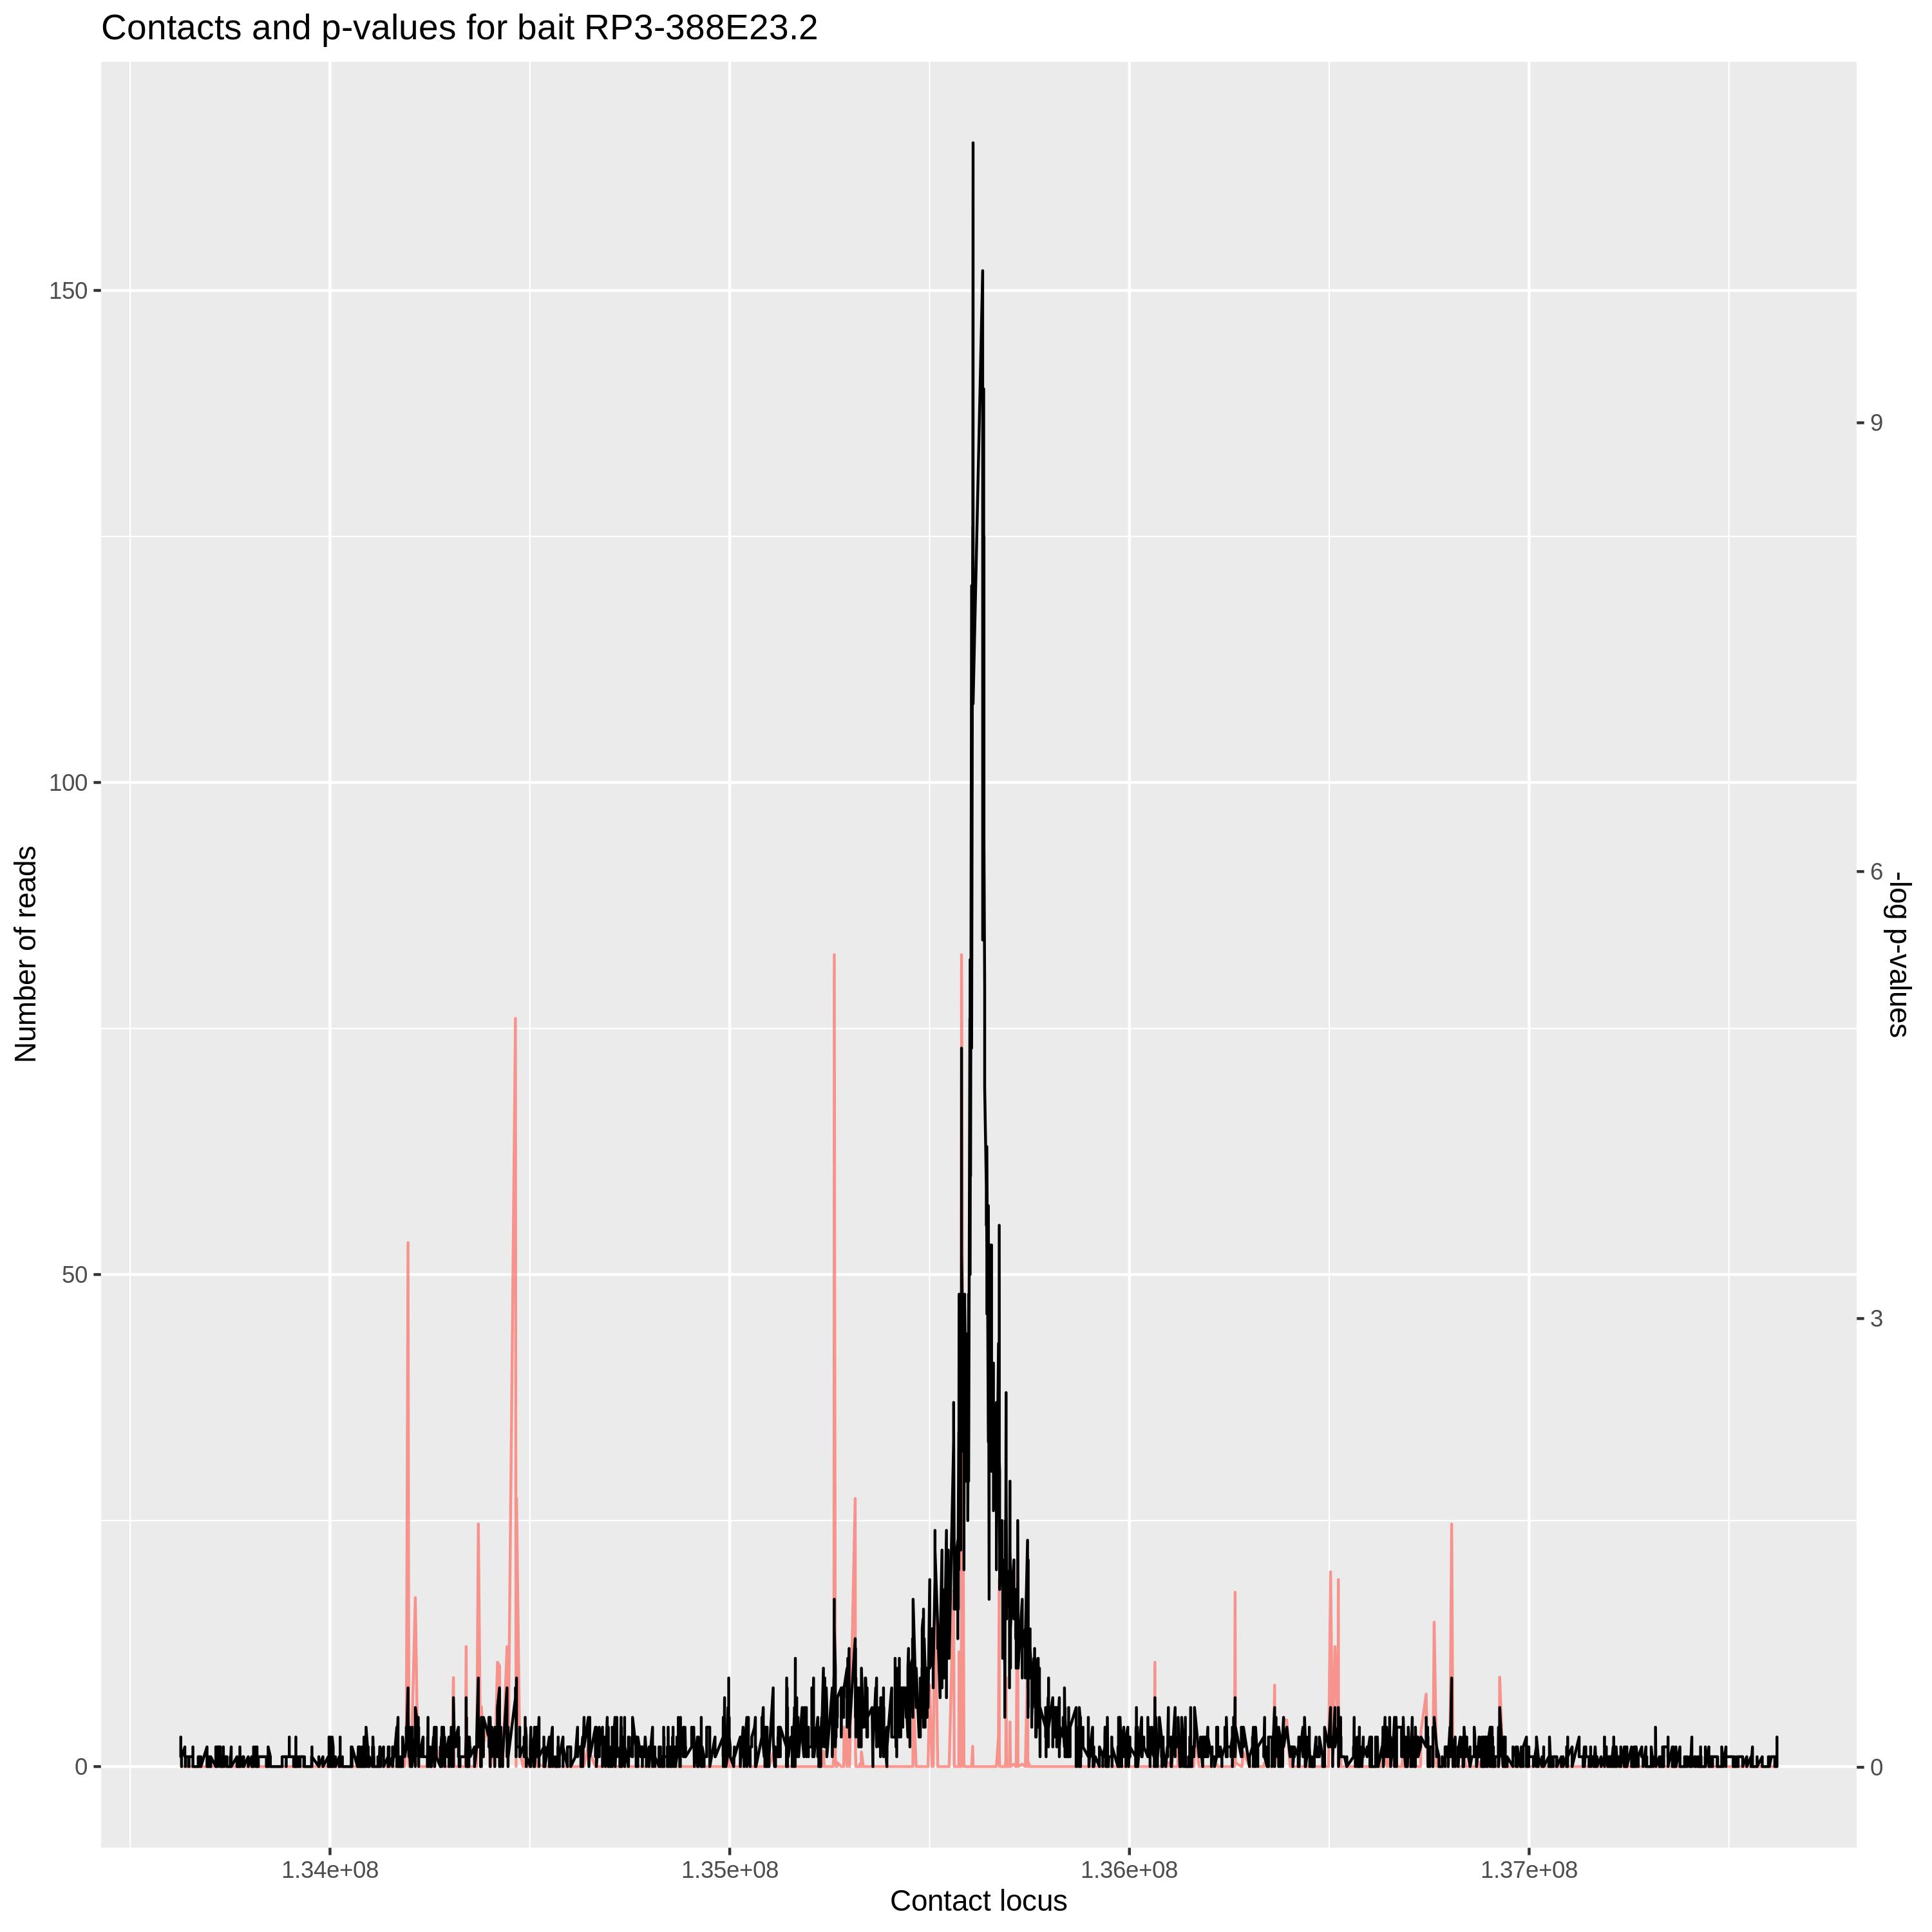 Contacts and p-values for bait RP3-388E23.2
150
100
50
0
Number of reads
9
6
3
0
-log p-values
1.34e+08
1.35e+08
1.36e+08
1.37e+08
Contact locus